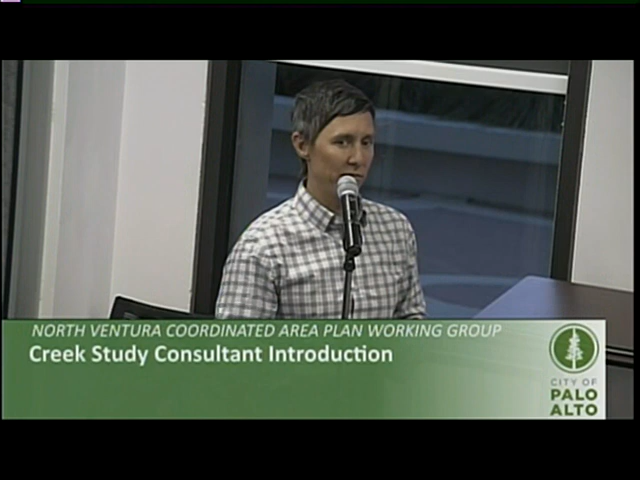 NORTH VENTURA COORDINATED AREA PLAN WORKING GROUP
Creek Study Consultant Introduction
CITY OF
PALO
ALTO